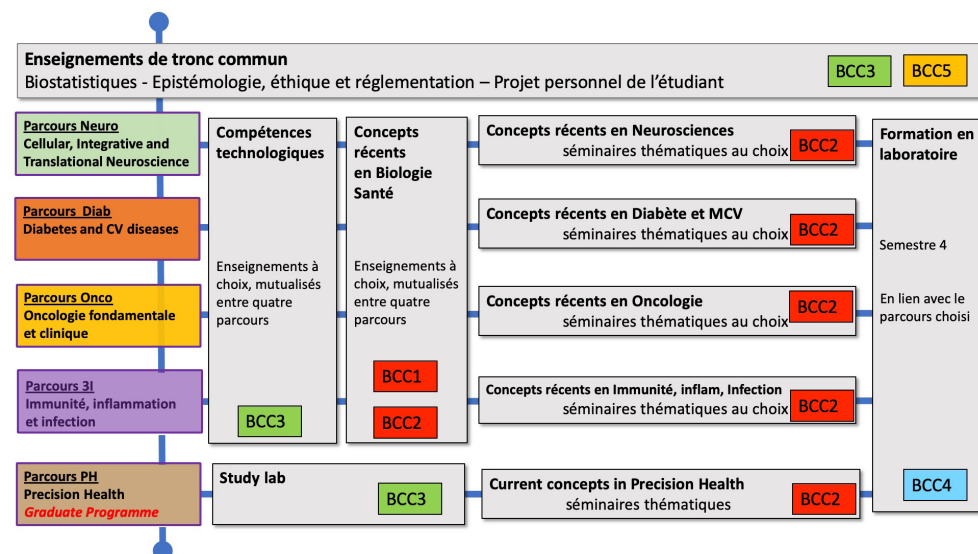 Enseignements de tronc commun
Biostatistiques - Epistémologie, éthique et réglementation – Projet personnel de l'étudiant
BCC3
BCC5
Parcours Neuro
Cellular, Integrative and
Translational Neuroscience
Parcours  Diab
Diabetes and CV diseases
Parcours Onco
Oncologie fondamentale
et clinique
Parcours 3I
Immunité, inflammation
et infection
Parcours PH
Precision Health
Graduate Programme
Compétences
technologiques
Enseignements à
choix, mutualisés
entre quatre
parcours
BCC3
Concepts
récents
en Biologie
Santé
Enseignements à
choix, mutualisés
entre quatre
parcours
BCC1
BCC2
Study lab
BCC3
Concepts récents en Neurosciences
séminaires thématiques au choix
BCC2
Concepts récents en Diabète et MCV
séminaires thématiques au choix
BCC2
Concepts récents en Oncologie
séminaires thématiques au choix
BCC2
Concepts récents en Immunité, inflam, Infection
séminaires thématiques au choix
BCC2
Current concepts in Precision Health
séminaires thématiques
BCC2
Formation en
laboratoire
Semestre 4
En lien avec le
parcours choisi
BCC4